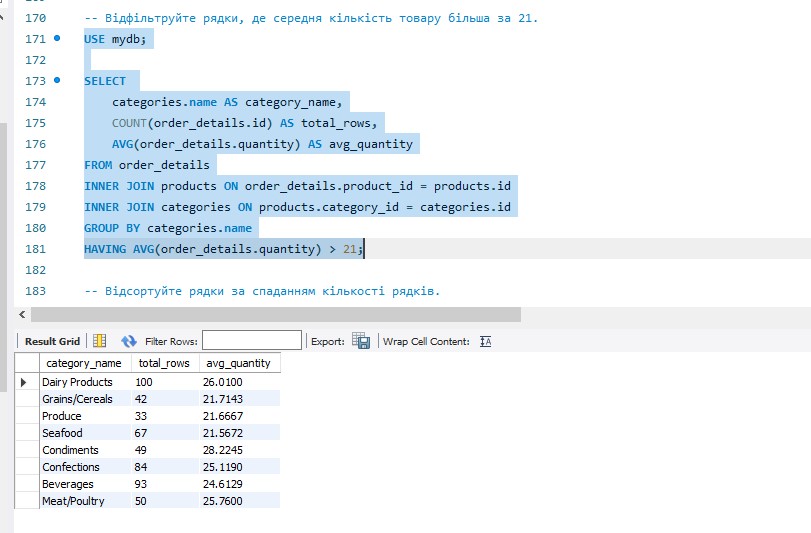 170 -- Відфільтруйте рядки, де середня кількість товару більша за 21.
171 USE mydb;
172
173 SELECT
174 categories.name AS category_name,
175 COUNT(order_details.id) AS total_rows,
176 AVG(order_details.quantity) AS avg_quantity
177 FROM order_details
178 INNER JOIN products ON order_details.product_id = products.id
179 INNER JOIN categories ON products.category_id = categories.id
180 GROUP BY categories.name
181 HAVING AVG(order_details.quantity) > 21;
182
183 -- Відсортуйте рядки за спаданням кількості рядків.
Result Grid Filter Rows: Export: Wrap Cell Content:
category_name total_rows avg_quantity
Dairy Products 100 26.0100
Grains/Cereals 42 21.7143
Produce 33 21.6667
Seafood 67 21.5672
Condiments 49 28.2245
Confections 84 25.1190
Beverages 93 24.6129
Meat/Poultry 50 25.7600